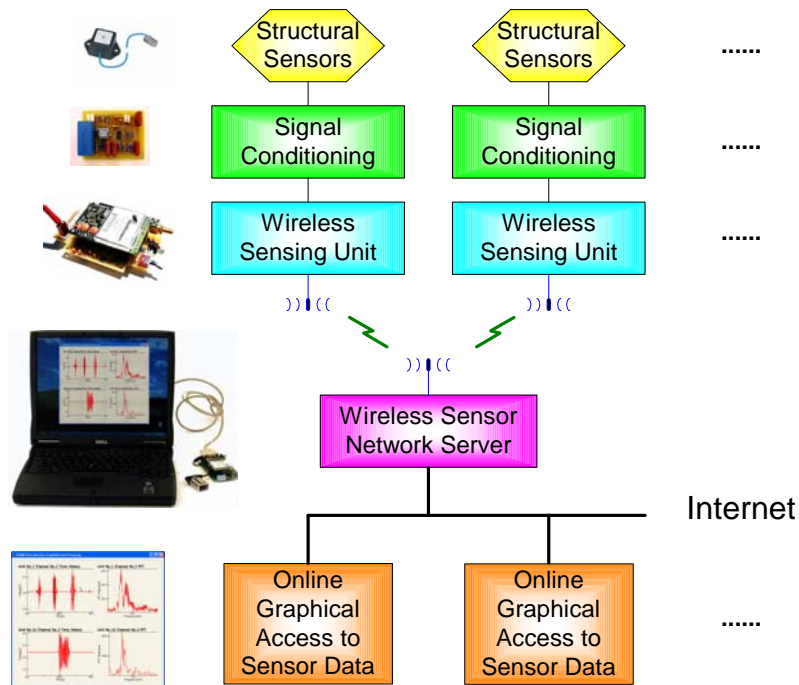 Structural
Sensors
Structural
Sensors
......
Signal
Conditioning
Signal
Conditioning
......
Wireless
Sensing Unit
Wireless
Sensing Unit
......
Wireless Sensor
Network Server
DELL
Internet
Online
Graphical
Access to
Sensor Data
Online
Graphical
Access to
Sensor Data
......